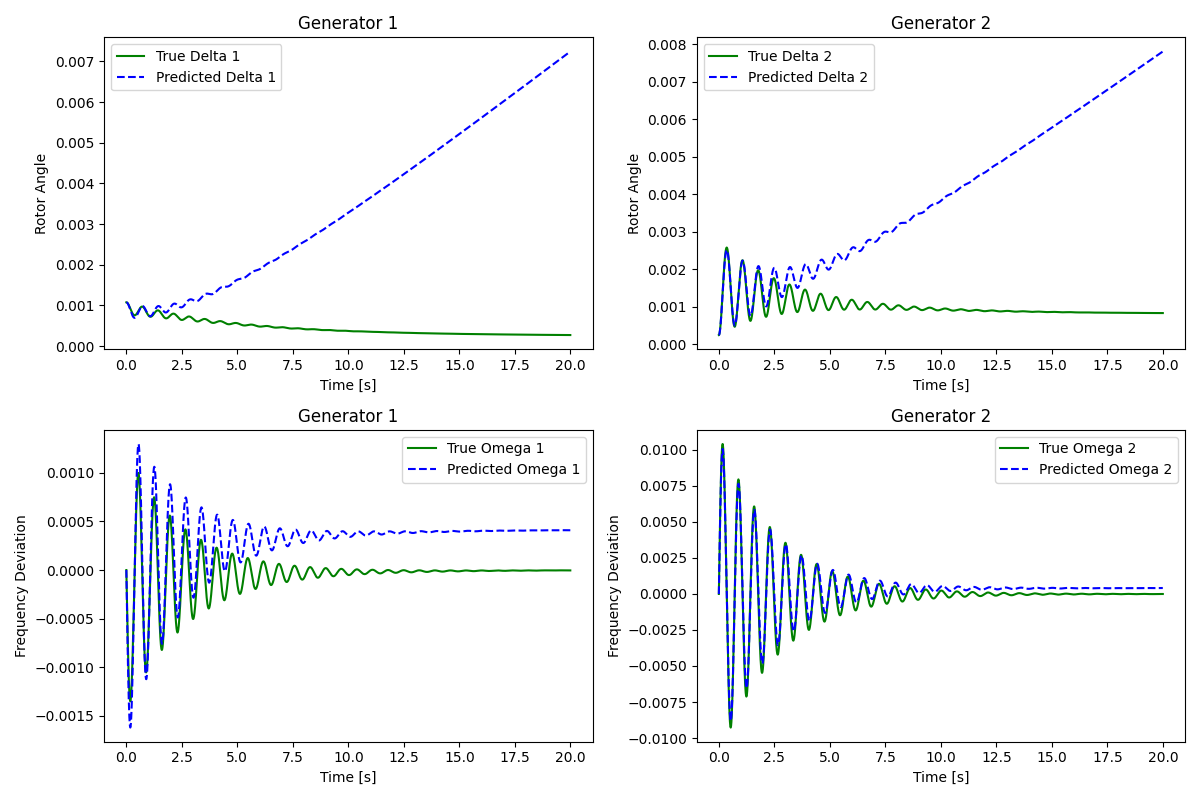 Generator 1
True Delta 1
Predicted Delta 1
Rotor Angle
0.007
0.006
0.005
0.004
0.003
0.002
0.001
0.000
0.0 2.5 5.0 7.5 10.0 12.5 15.0 17.5 20.0
Time [s]
Generator 2
True Delta 2
Predicted Delta 2
Rotor Angle
0.008
0.007
0.006
0.005
0.004
0.003
0.002
0.001
0.000
0.0 2.5 5.0 7.5 10.0 12.5 15.0 17.5 20.0
Time [s]
Generator 1
True Omega 1
Predicted Omega 1
Frequency Deviation
0.0010
0.0005
0.0000
−0.0005
−0.0010
−0.0015
0.0 2.5 5.0 7.5 10.0 12.5 15.0 17.5 20.0
Time [s]
Generator 2
True Omega 2
Predicted Omega 2
Frequency Deviation
0.0100
0.0075
0.0050
0.0025
0.0000
−0.0025
−0.0050
−0.0075
−0.0100
0.0 2.5 5.0 7.5 10.0 12.5 15.0 17.5 20.0
Time [s]